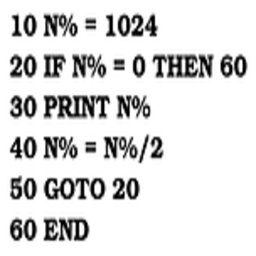 10 N% = 1024
20 IF N% = 0 THEN 60
30 PRINT N%
40 N% = N%/2
50 GOTO 20
60 END